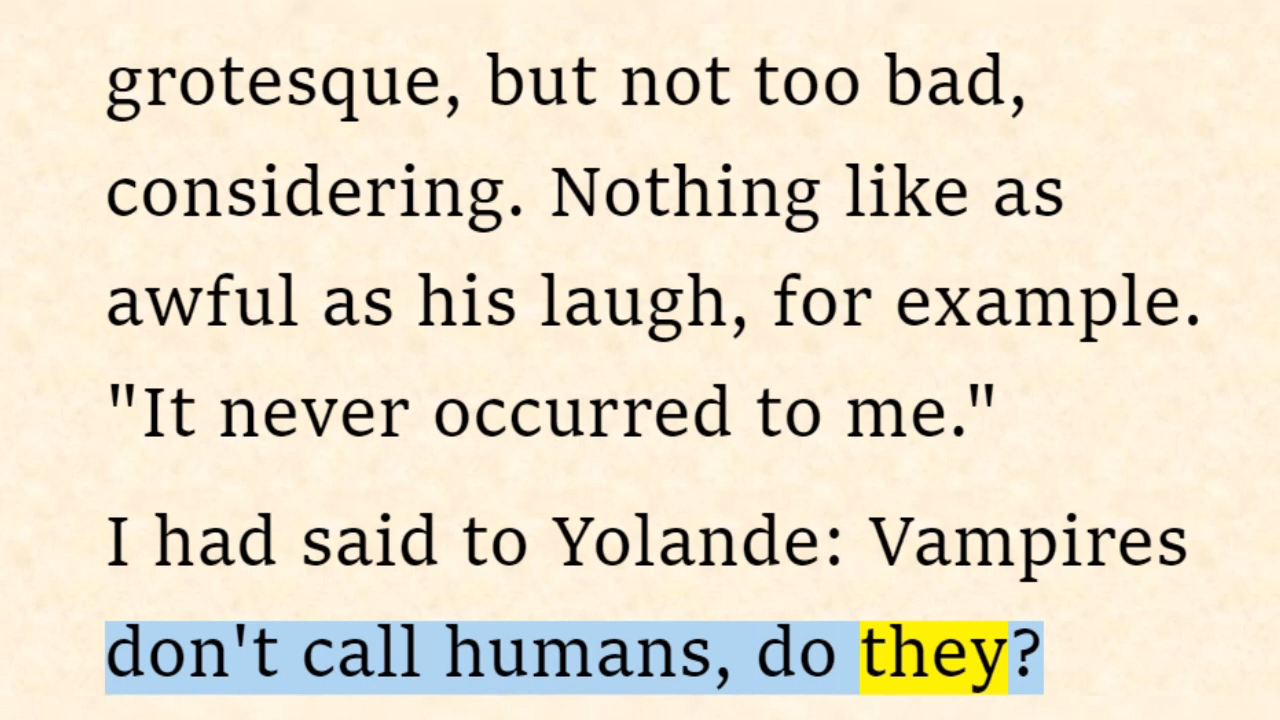 grotesque, but not too bad,
considering. Nothing like as
awful as his laugh, for example.
"It never occurred to me."
I had said to Yolande: Vampires
don't call humans, do they?